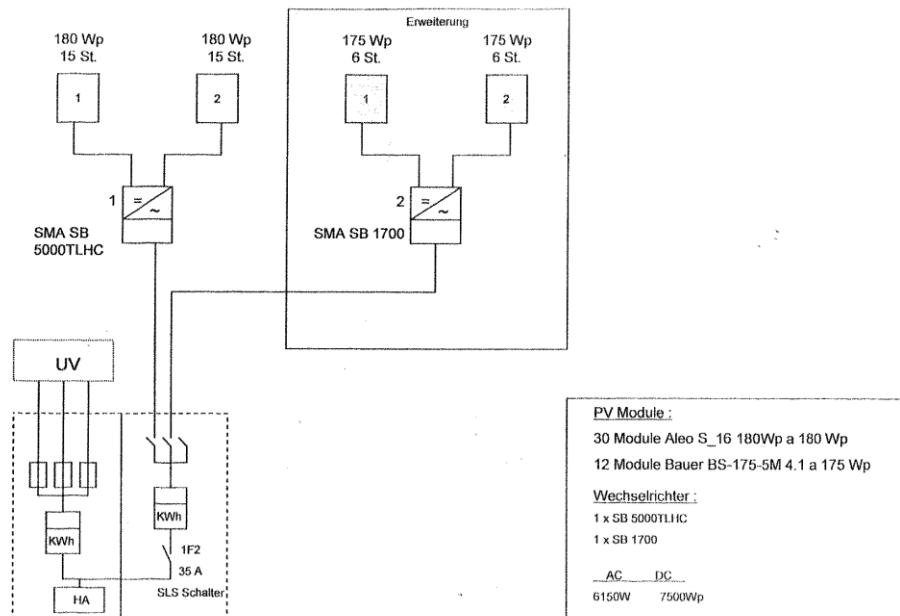 Erweiterung
180 Wp
15 St.
180 Wp
15 St.
175 Wp
6 St.
175 Wp
6 St.
1
2
1
2
1
=
~
2
=
~
SMA SB
5000TLHC
SMA SB 1700
UV
KWh
KWh
1F2
35 A
SLS Schalter
HA
PV Module :
30 Module Aleo S_16 180Wp a 180 Wp
12 Module Bauer BS-175-5M 4.1 a 175 Wp
Wechselrichter :
1 x SB 5000TLHC
1 x SB 1700
AC DC
6150W 7500Wp